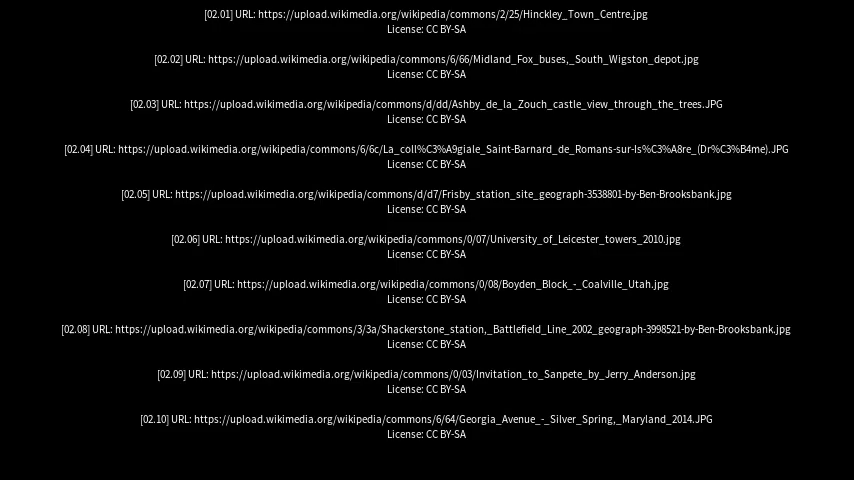 [02.01] URL: https://upload.wikimedia.org/wikipedia/commons/2/25/Hinckley_Town_Centre.jpg
License: CC BY-SA
[02.02] URL: https://upload.wikimedia.org/wikipedia/commons/6/66/Midland_Fox_buses,_South_Wigston_depot.jpg
License: CC BY-SA
[02.03] URL: https://upload.wikimedia.org/wikipedia/commons/d/dd/Ashby_de_la_Zouch_castle_view_through_the_trees.JPG
License: CC BY-SA
[02.04] URL: https://upload.wikimedia.org/wikipedia/commons/6/6c/La_coll%C3%A9giale_Saint-Barnard_de_Romans-sur-Is%C3%A8re_(Dr%C3%B4me).JPG
License: CC BY-SA
[02.05] URL: https://upload.wikimedia.org/wikipedia/commons/d/d7/Frisby_station_site_geograph-3538801-by-Ben-Brooksbank.jpg
License: CC BY-SA
[02.06] URL: https://upload.wikimedia.org/wikipedia/commons/0/07/University_of_Leicester_towers_2010.jpg
License: CC BY-SA
[02.07] URL: https://upload.wikimedia.org/wikipedia/commons/0/08/Boyden_Block_-_Coalville_Utah.jpg
License: CC BY-SA
[02.08] URL: https://upload.wikimedia.org/wikipedia/commons/3/3a/Shackerstone_station,_Battlefield_Line_2002_geograph-3998521-by-Ben-Brooksbank.jpg
License: CC BY-SA
[02.09] URL: https://upload.wikimedia.org/wikipedia/commons/0/03/Invitation_to_Sanpete_by_Jerry_Anderson.jpg
License: CC BY-SA
[02.10] URL: https://upload.wikimedia.org/wikipedia/commons/6/64/Georgia_Avenue_-_Silver_Spring,_Maryland_2014.JPG
License: CC BY-SA